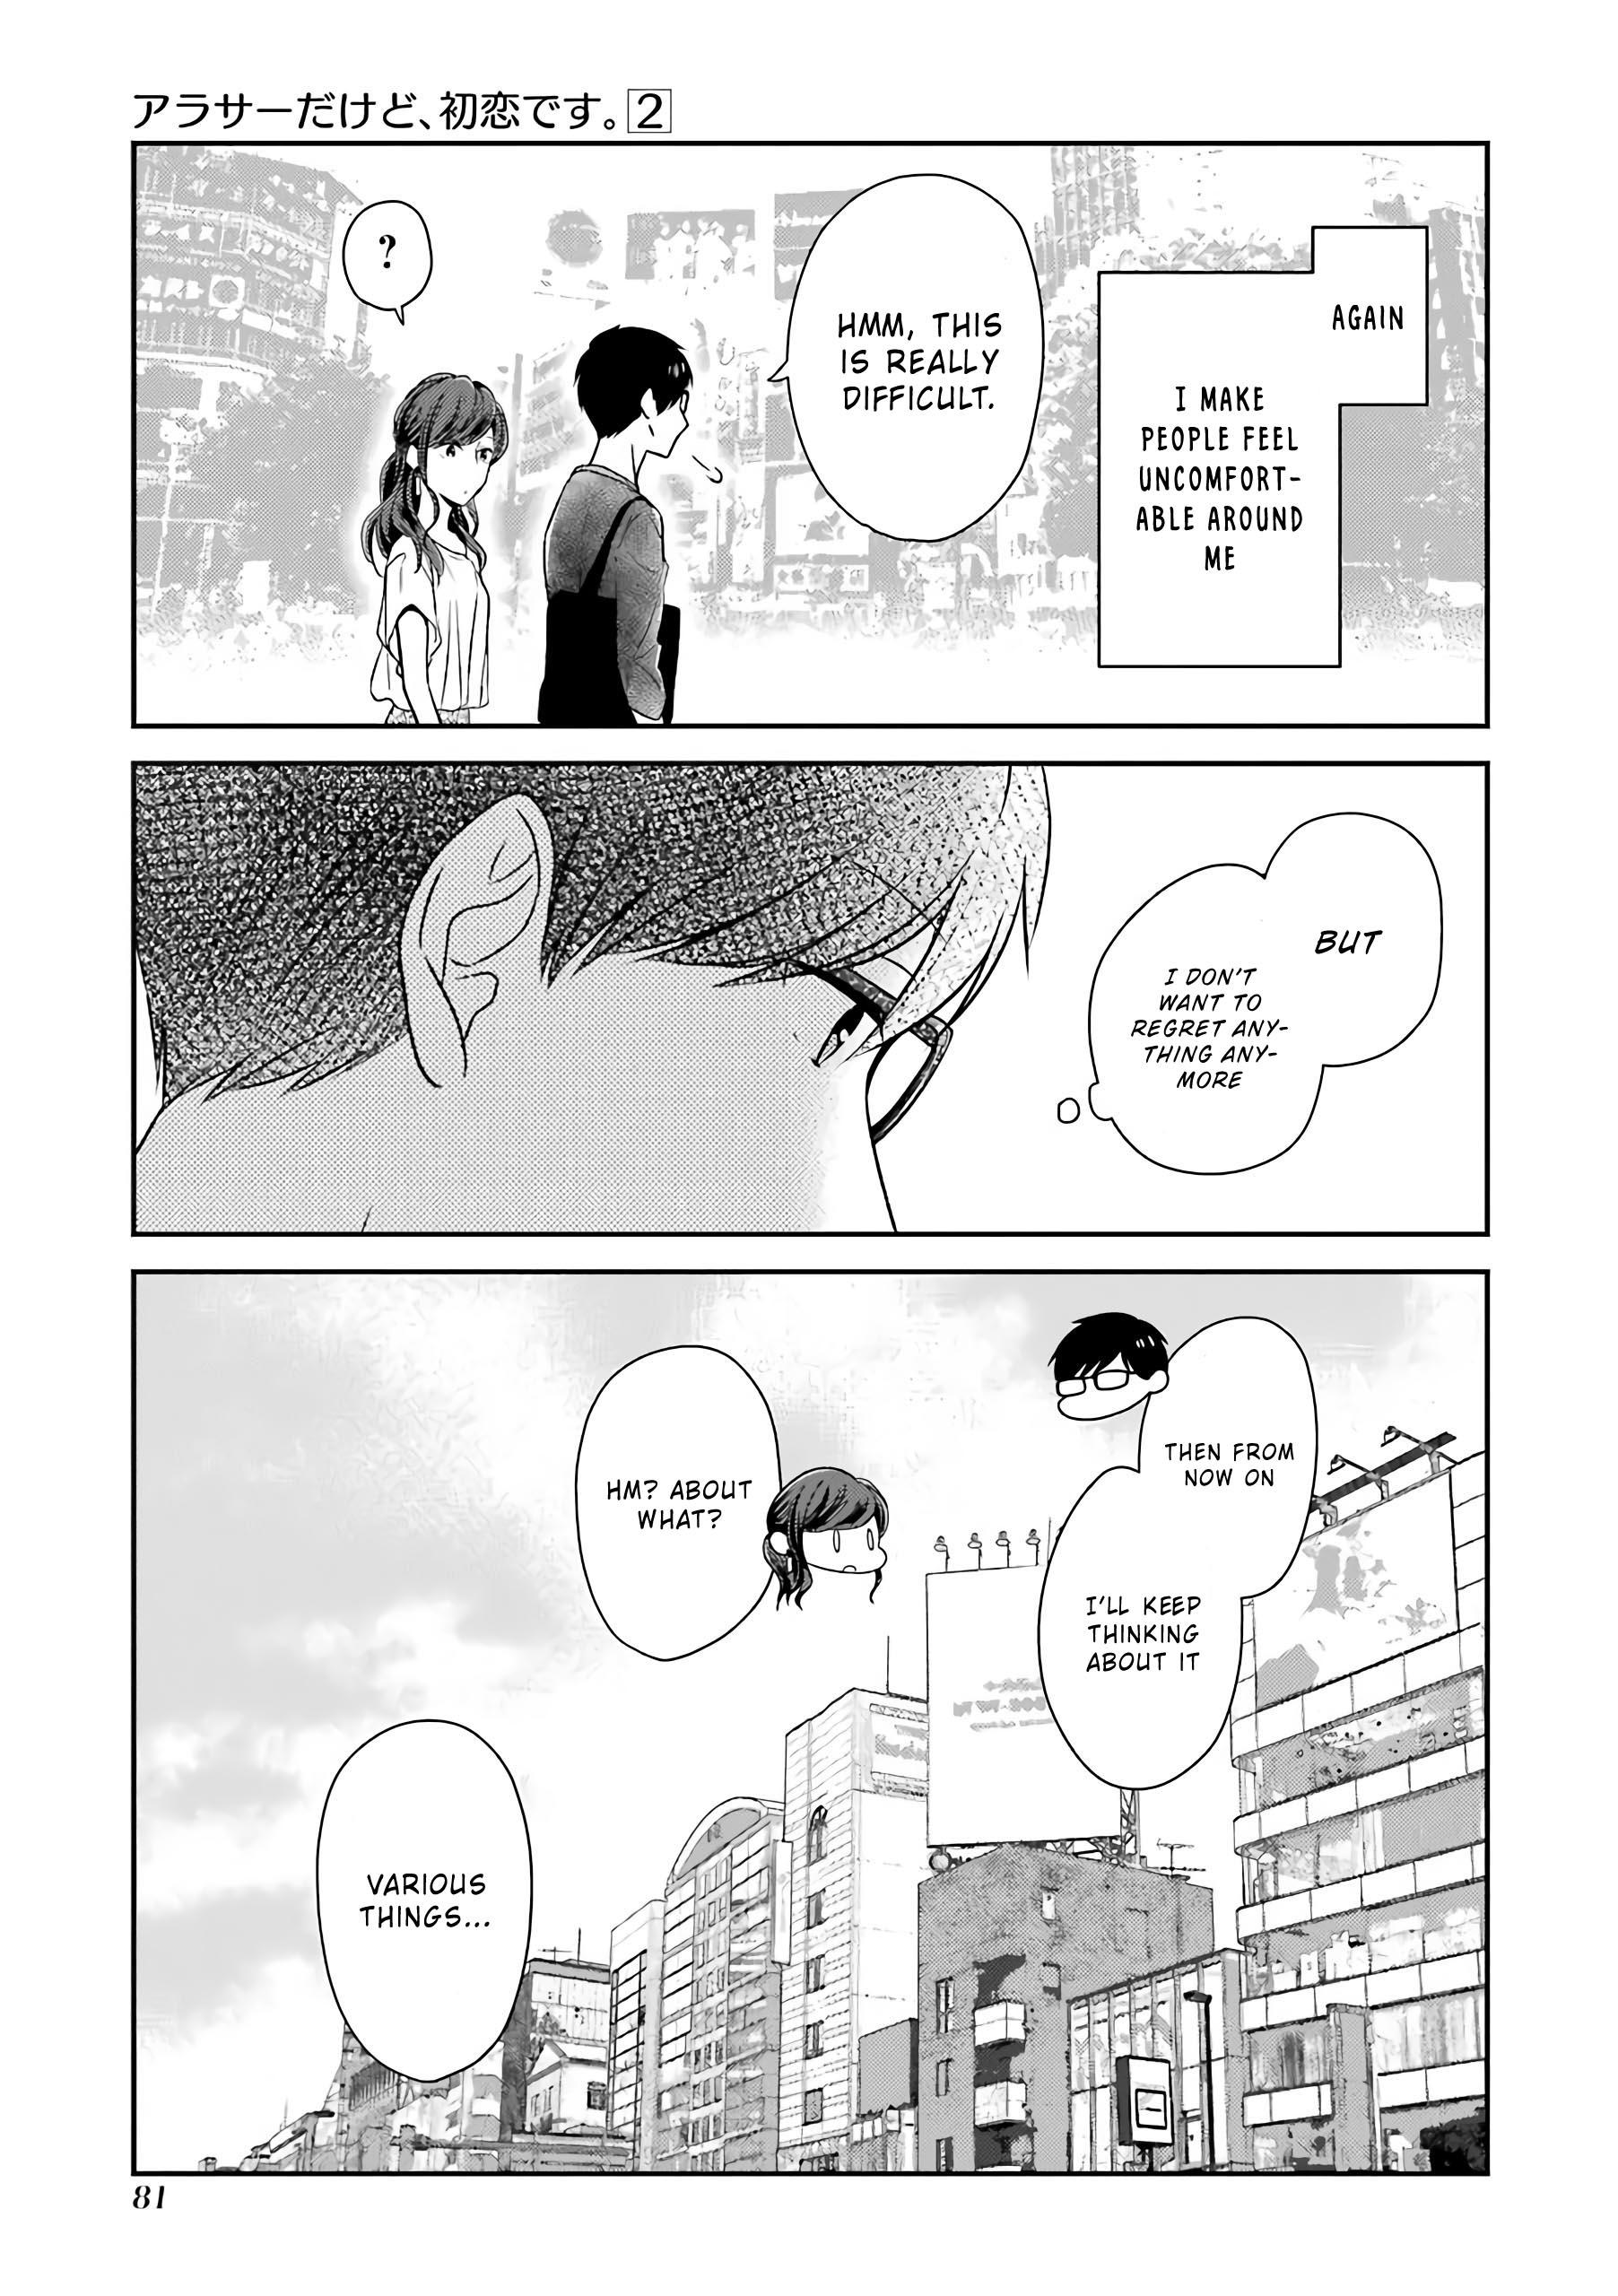 アラサーだけど、初恋です。2
AGAIN
I MAKE
PEOPLE FEEL
UNCOMFORT-
ABLE AROUND
ME
HMM, THIS
IS REALLY
DIFFICULT.
?
BUT
I DON'T
WANT TO
REGRET ANY-
THING ANY-
MORE
THEN FROM
NOW ON
I'LL KEEP
THINKING
ABOUT IT
HM? ABOUT
WHAT?
VARIOUS
THINGS...
81